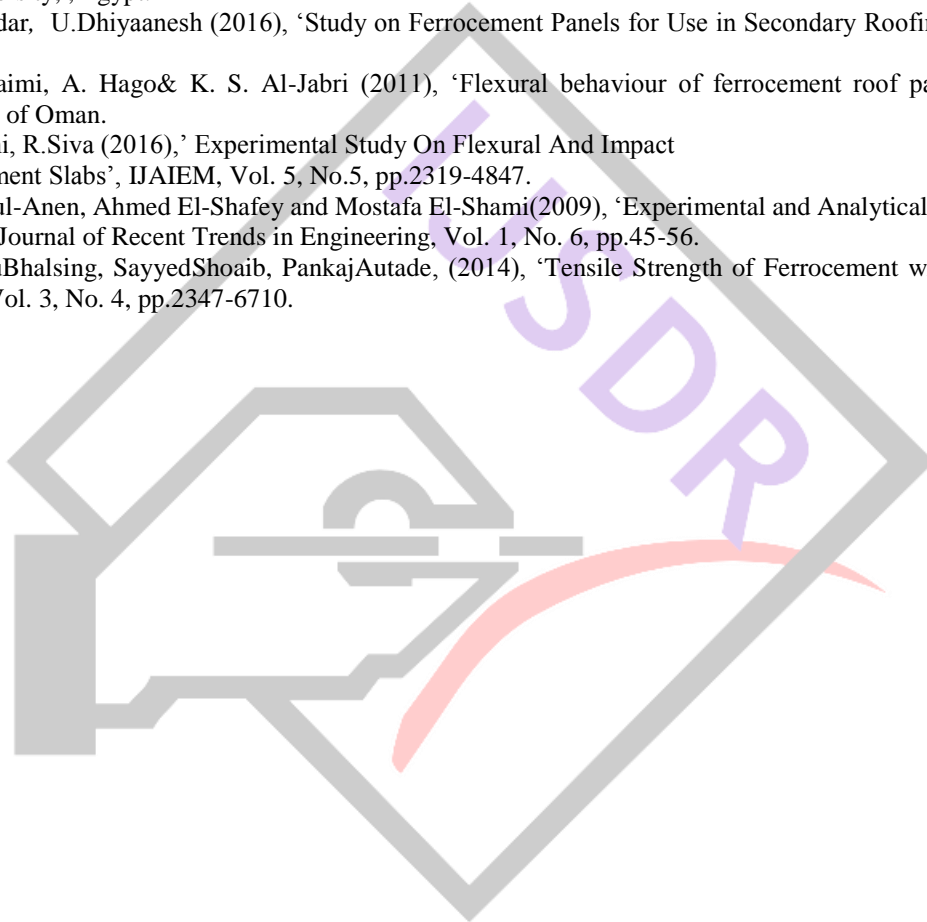 dar, U.Dhiyaanesh (2016), ‘Study on Ferrocement Panels for Use in Secondary Roofin
aimi, A. Hago& K. S. Al-Jabri (2011), ‘Flexural behaviour of ferrocement roof pa
of Oman.
ni, R.Siva (2016),’ Experimental Study On Flexural And Impact
ment Slabs’, IJAIEM, Vol. 5, No.5, pp.2319-4847.
ul-Anen, Ahmed El-Shafey and Mostafa El-Shami(2009), ‘Experimental and Analytical
Journal of Recent Trends in Engineering, Vol. 1, No. 6, pp.45-56.
uBhalsing, SayyedShoaib, PankajAutade, (2014), ‘Tensile Strength of Ferrocement w
Vol. 3, No. 4, pp.2347-6710.
IJSDR